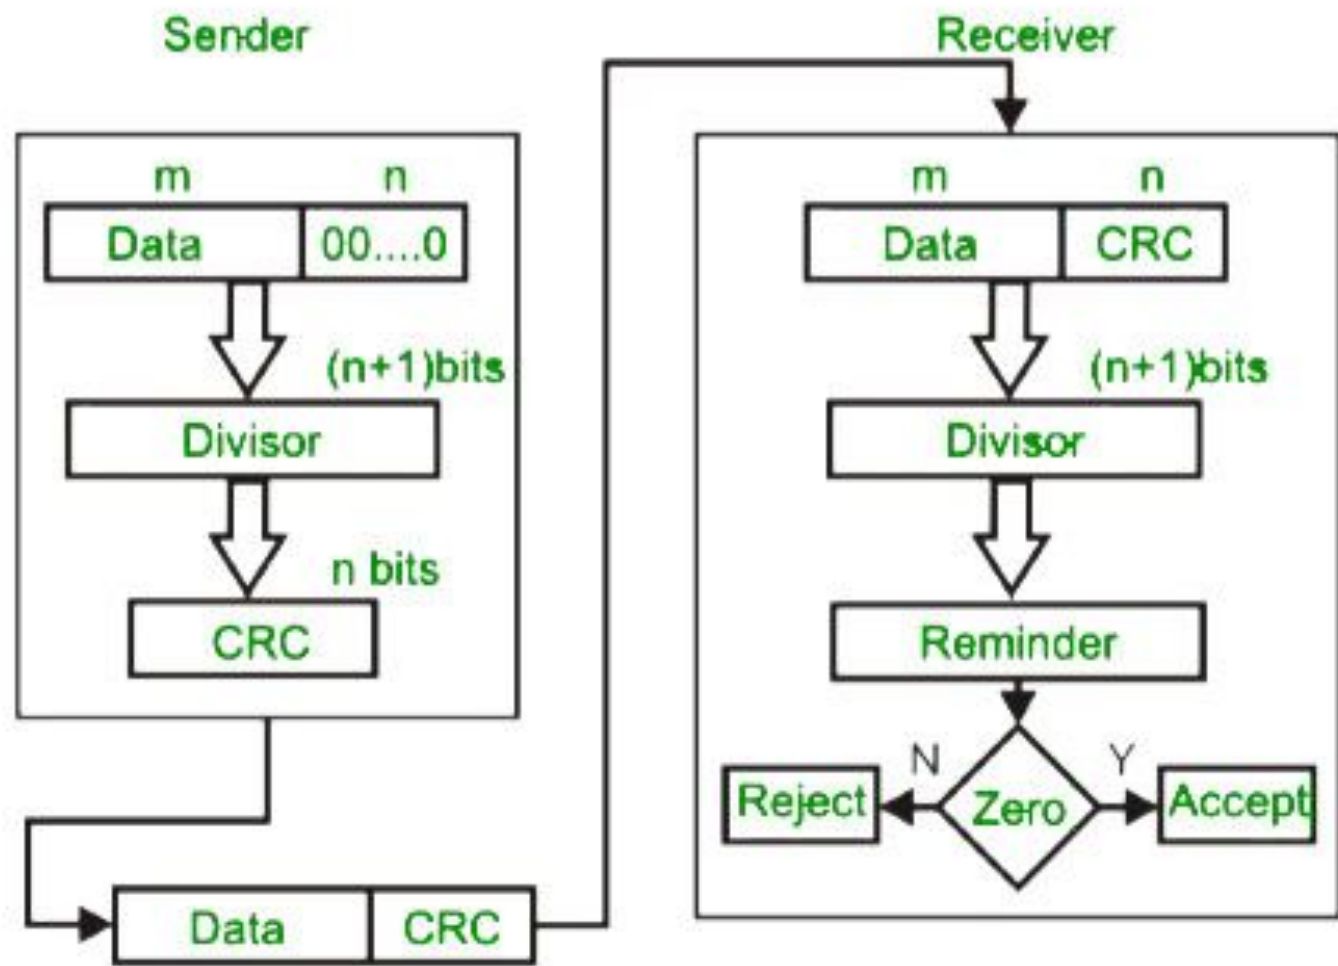 Sender
m n
Data 00....0
(n+1)bits
Divisor
n bits
CRC
Data CRC
Receiver
m n
Data CRC
(n+1)bits
Divisor
Reminder
N Y
Reject Zero Accept